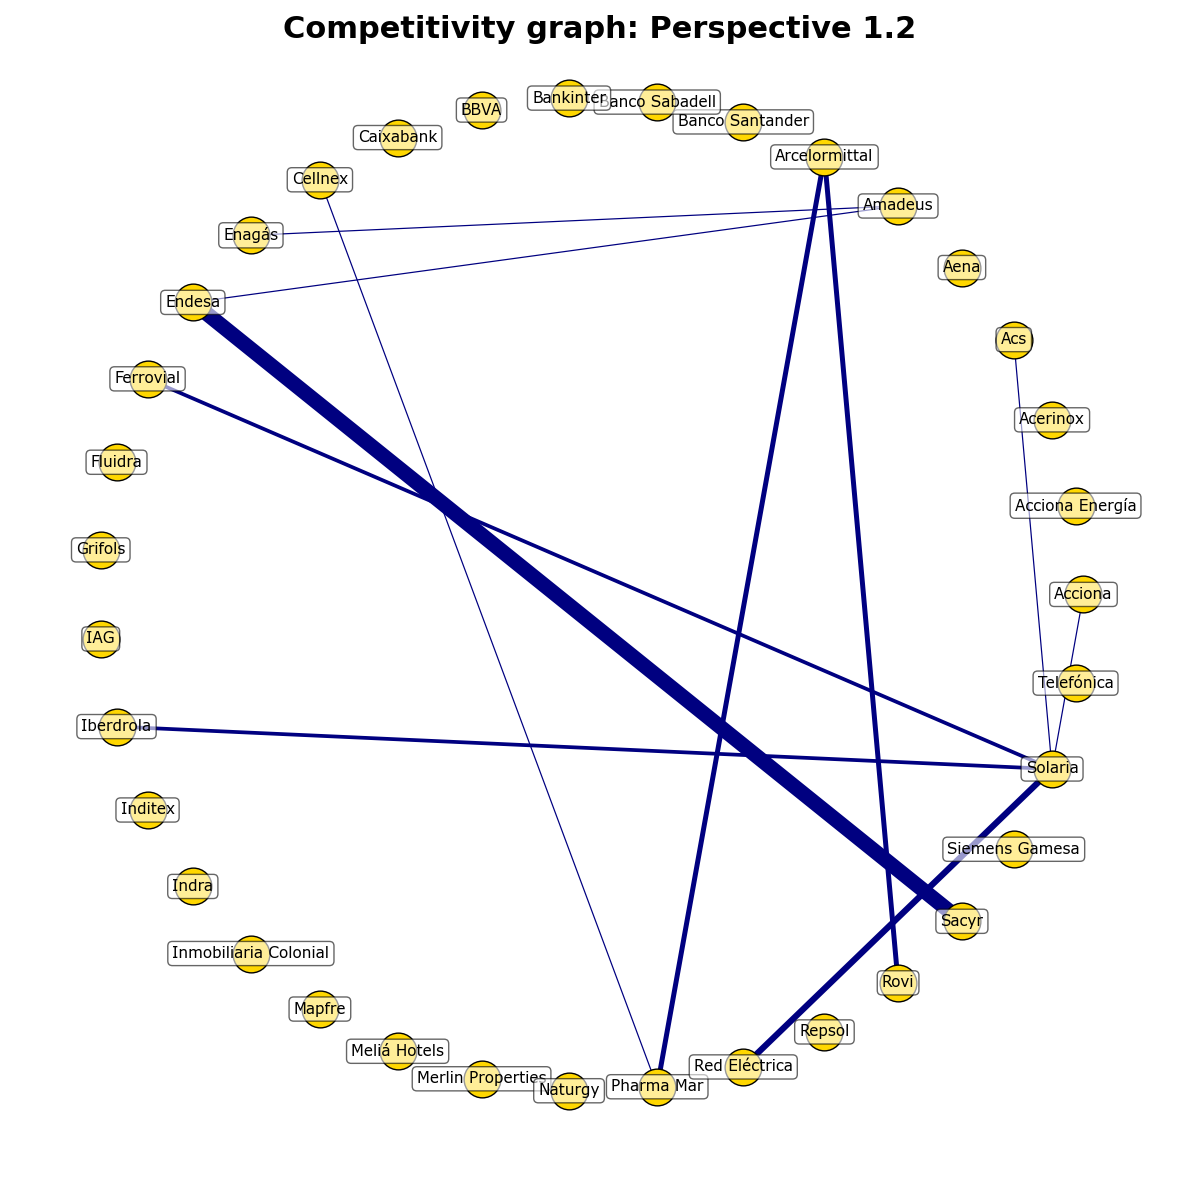 Competitivity graph: Perspective 1.2
Bankinter
Banco Sabadell
BBVA
Banco Santander
Caixabank
Arcelormittal
Cellnex
Amadeus
Enagás
Aena
Endesa
Acs
Ferrovial
Acerinox
Fluidra
Acciona Energía
Grifols
Acciona
IAG
Telefónica
Iberdrola
Solaria
Inditex
Siemens Gamesa
Indra
Sacyr
Inmobiliaria Colonial
Rovi
Mapfre
Repsol
Meliá Hotels
Red Eléctrica
Merlin Properties
Naturgy
Pharma Mar